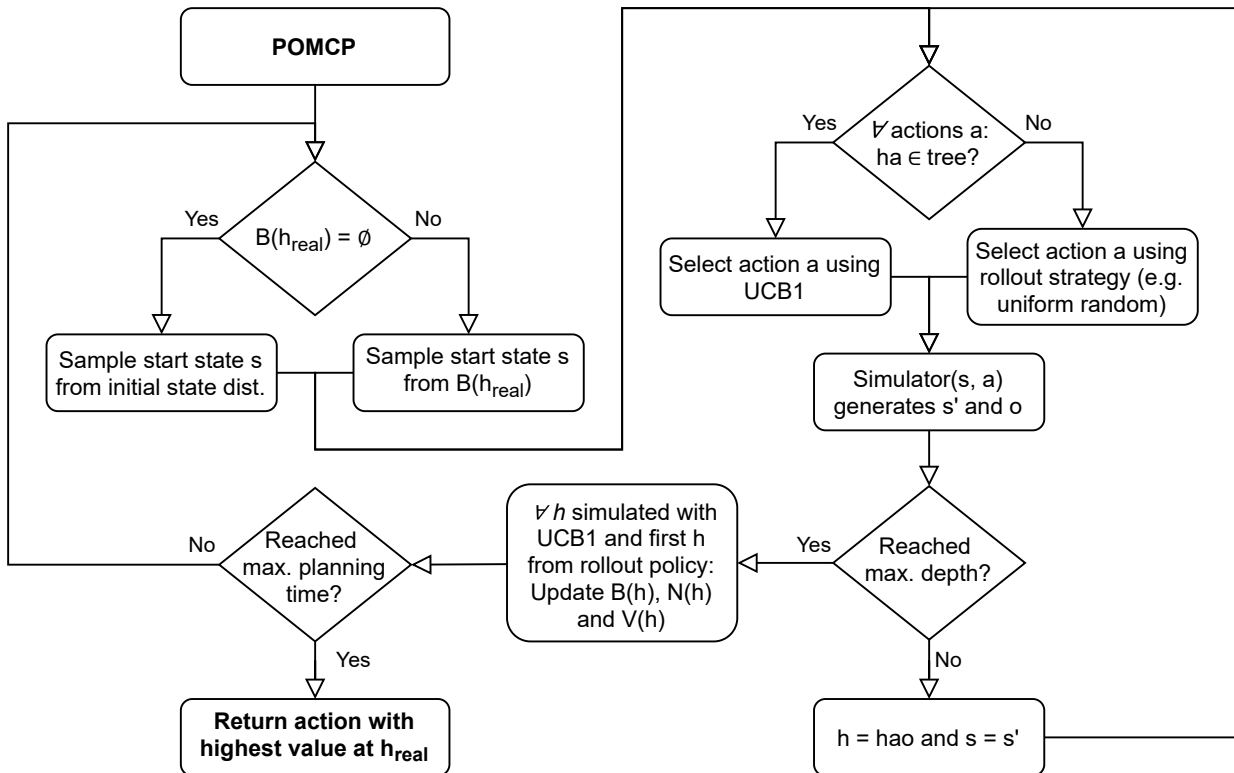 POMCP
B(h_real) = ∅
Yes
No
Sample start state s
from initial state dist.
Sample start state s
from B(h_real)
∀ actions a:
ha ∈ tree?
Yes
No
Select action a using
UCB1
Select action a using
rollout strategy (e.g.
uniform random)
Simulator(s, a)
generates s' and o
Reached
max. depth?
Yes
No
h = hao and s = s'
∀ h simulated with
UCB1 and first h
from rollout policy:
Update B(h), N(h)
and V(h)
Reached
max. planning
time?
No
Yes
Return action with
highest value at h_real